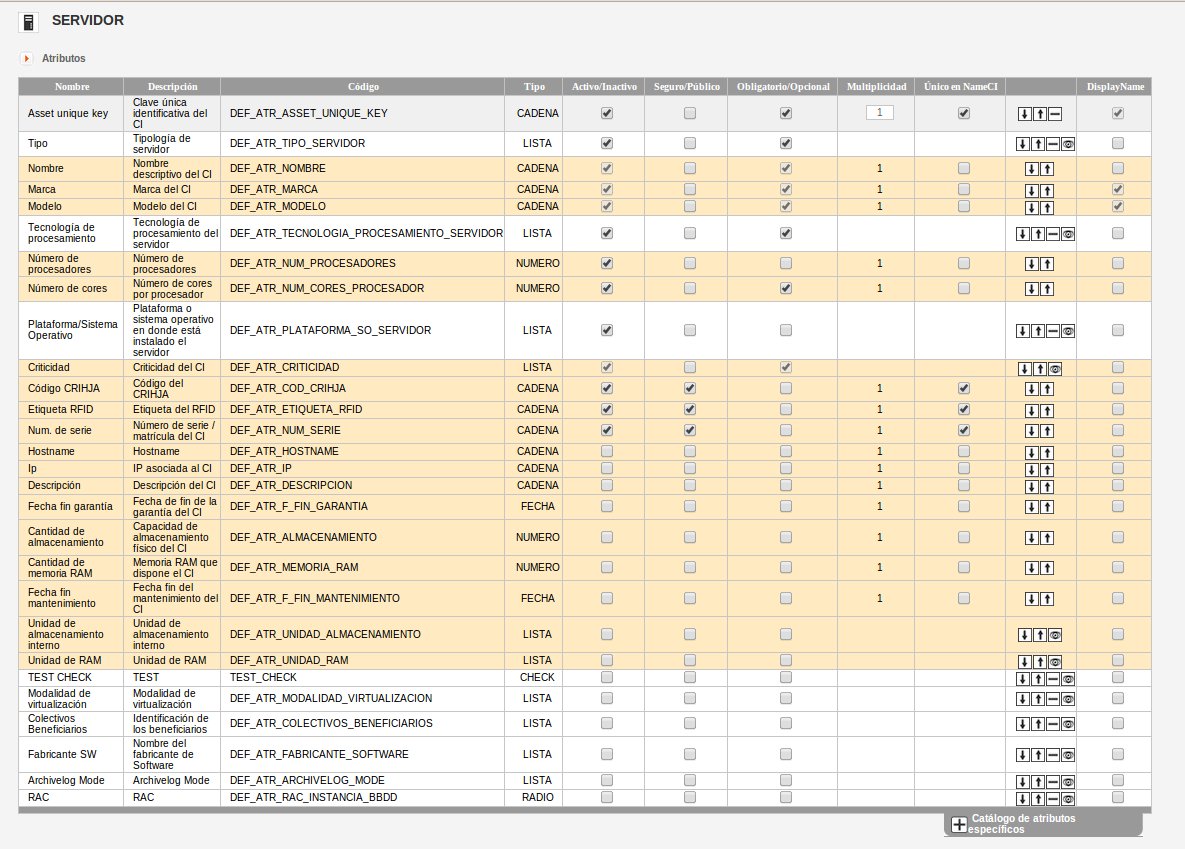 SERVIDOR
Atributos
Nombre Descripción Código Tipo Activo/Inactivo Seguro/Público Obligatorio/Opcional Multiplicidad Único en NameCI DisplayName
Asset unique key Clave única identificativa del CI DEF_ATR_ASSET_UNIQUE_KEY CADENA 1
Tipo Tipología de servidor DEF_ATR_TIPO_SERVIDOR LISTA
Nombre Nombre descriptivo del CI DEF_ATR_NOMBRE CADENA 1
Marca Marca del CI DEF_ATR_MARCA CADENA 1
Modelo Modelo del CI DEF_ATR_MODELO CADENA 1
Tecnología de procesamiento Tecnología de procesamiento del servidor DEF_ATR_TECNOLOGIA_PROCESAMIENTO_SERVIDOR LISTA
Número de procesadores Número de procesadores DEF_ATR_NUM_PROCESADORES NUMERO 1
Número de cores Número de cores por procesador DEF_ATR_NUM_CORES_PROCESADOR NUMERO 1
Plataforma/Sistema Operativo Plataforma o sistema operativo en donde está instalado el servidor DEF_ATR_PLATAFORMA_SO_SERVIDOR LISTA
Criticidad Criticidad del CI DEF_ATR_CRITICIDAD LISTA
Código CRIHJA Código del CRIHJA DEF_ATR_COD_CRIHJA CADENA 1
Etiqueta RFID Etiqueta del RFID DEF_ATR_ETIQUETA_RFID CADENA 1
Num. de serie Número de serie / matrícula del CI DEF_ATR_NUM_SERIE CADENA 1
Hostname Hostname DEF_ATR_HOSTNAME CADENA 1
Ip IP asociada al CI DEF_ATR_IP CADENA 1
Descripción Descripción del CI DEF_ATR_DESCRIPCION CADENA 1
Fecha fin garantía Fecha de fin de la garantía del CI DEF_ATR_F_FIN_GARANTIA FECHA 1
Cantidad de almacenamiento Capacidad de almacenamiento físico del CI DEF_ATR_ALMACENAMIENTO NUMERO 1
Cantidad de memoria RAM Memoria RAM que dispone el CI DEF_ATR_MEMORIA_RAM NUMERO 1
Fecha fin mantenimiento Fecha fin del mantenimiento del CI DEF_ATR_F_FIN_MANTENIMIENTO FECHA 1
Unidad de almacenamiento interno Unidad de almacenamiento interno DEF_ATR_UNIDAD_ALMACENAMIENTO LISTA
Unidad de RAM Unidad de RAM DEF_ATR_UNIDAD_RAM LISTA
TEST CHECK TEST TEST_CHECK CHECK
Modalidad de virtualización Modalidad de virtualización DEF_ATR_MODALIDAD_VIRTUALIZACION LISTA
Colectivos Beneficiarios Identificación de los beneficiarios DEF_ATR_COLECTIVOS_BENEFICIARIOS LISTA
Fabricante SW Nombre del fabricante de Software DEF_ATR_FABRICANTE_SOFTWARE LISTA
Archivelog Mode Archivelog Mode DEF_ATR_ARCHIVELOG_MODE LISTA
RAC RAC DEF_ATR_RAC_INSTANCIA_BBDD RADIO
Catálogo de atributos
específicos